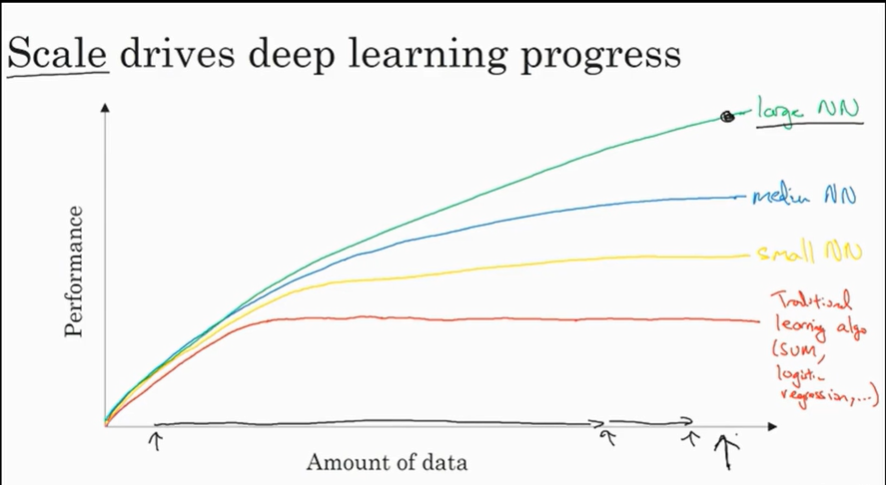 Scale drives deep learning progress
large NN
medium NN
small NN
Traditional
learning algo
(SVM,
logistic
regression,...)
Performance
Amount of data